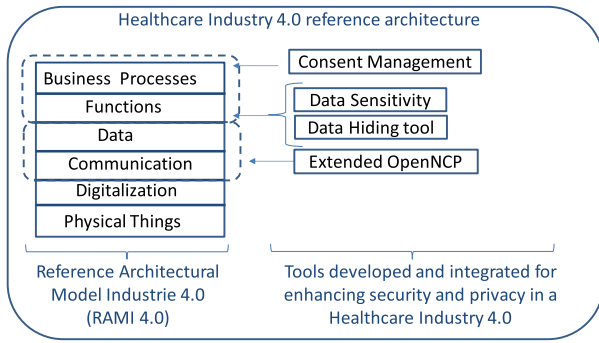 Healthcare Industry 4.0 reference architecture
Business Processes
Functions
Data
Communication
Digitalization
Physical Things
Consent Management
Data Sensitivity
Data Hiding tool
Extended OpenNCP
Reference Architectural
Model Industrie 4.0
(RAMI 4.0)
Tools developed and integrated for
enhancing security and privacy in a
Healthcare Industry 4.0